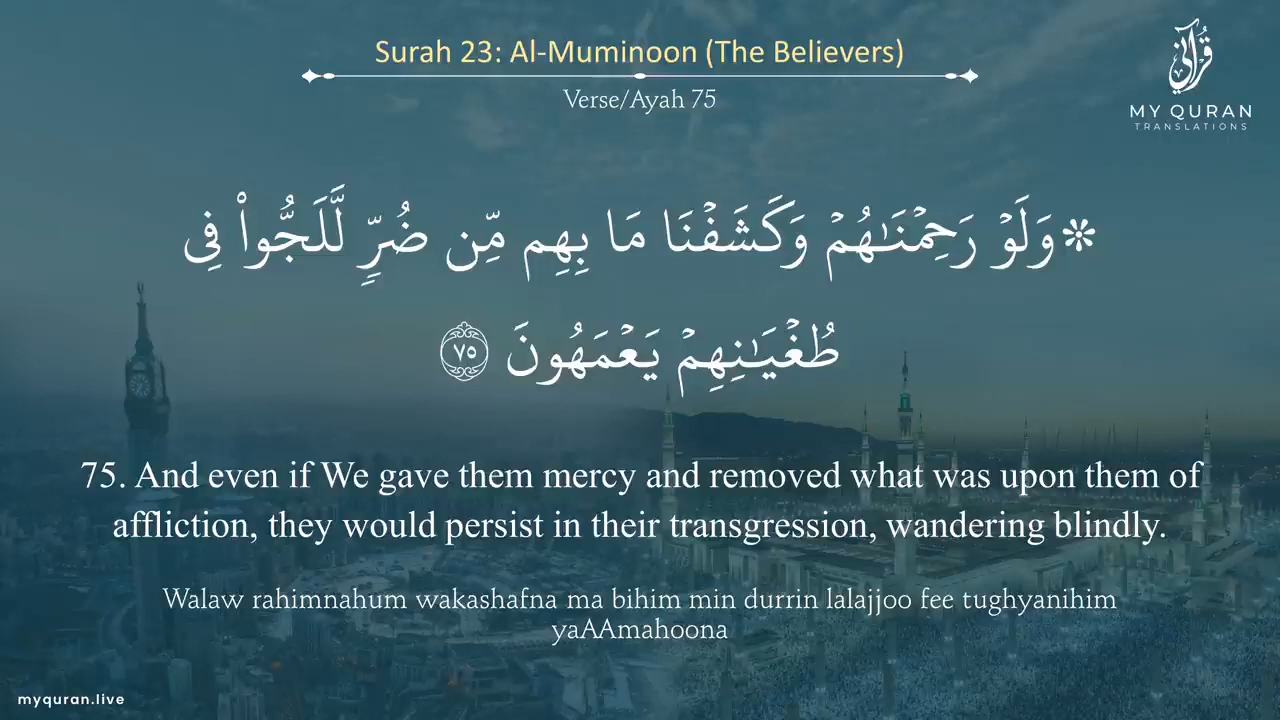 Surah 23: Al-Muminoon (The Believers)
Verse/Ayah 75
قرآني
MY QURAN
TRANSLATIONS
۞وَلَوۡ رَحِمۡنَٰهُمۡ وَكَشَفۡنَا مَا بِهِم مِّن ضُرّٖ لَّلَجُّواْ فِي
طُغۡيَٰنِهِمۡ يَعۡمَهُونَ ٧٥
75. And even if We gave them mercy and removed what was upon them of
affliction, they would persist in their transgression, wandering blindly.
Walaw rahimnahum wakashafna ma bihim min durrin lalajjoo fee tughyanihim
yaAAmahoona
myquran.live